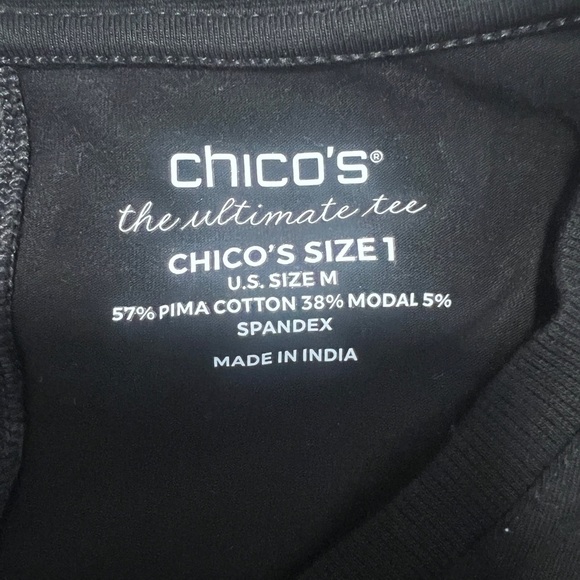 chico's®
the ultimate tee
CHICO'S SIZE 1
U.S. SIZE M
57% PIMA COTTON 38% MODAL 5%
SPANDEX
MADE IN INDIA